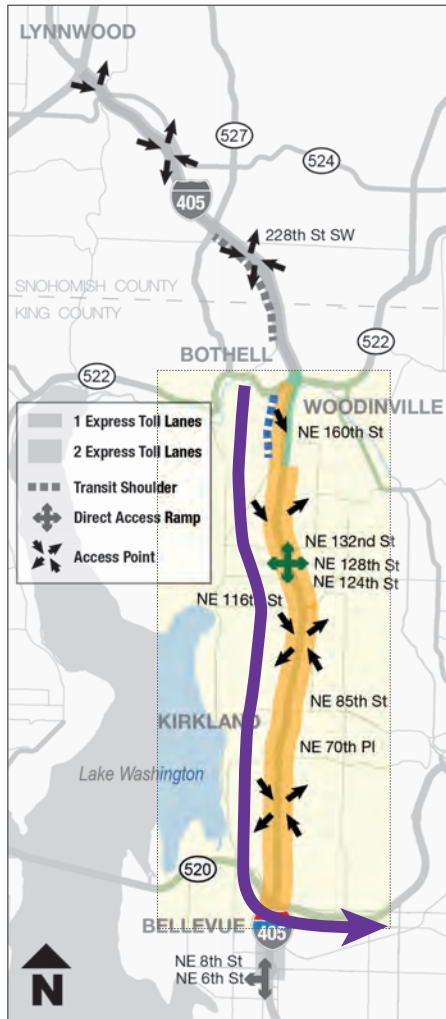 LYNNWOOD
527
524
405
228th St SW
SNOHOMISH COUNTY
KING COUNTY
BOTHELL
522
522
WOODINVILLE
1 Express Toll Lanes
2 Express Toll Lanes
Transit Shoulder
Direct Access Ramp
Access Point
NE 160th St
NE 132nd St
NE 128th St
NE 124th St
NE 116th St
NE 85th St
KIRKLAND
NE 70th Pl
Lake Washington
520
BELLEVUE
405
NE 8th St
NE 6th St
N